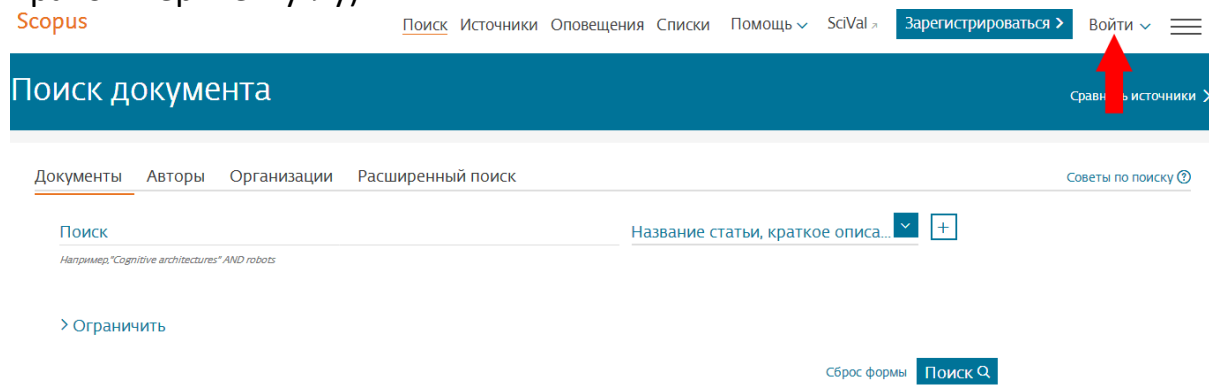 Scopus
Поиск Источники Оповещения Списки Помощь SciVal Зарегистрироваться Войти
Поиск документа
Сравнить источники
Документы Авторы Организации Расширенный поиск
Советы по поиску
Поиск
Название статьи, краткое описа...
Например,"Cognitive architectures" AND robots
Ограничить
Сброс формы Поиск